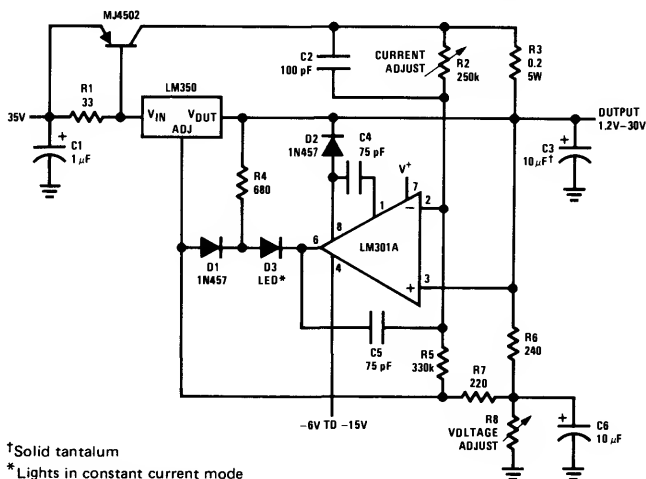 MJ4502
R1
33
35V
C1
1 μF
+
LM350
VIN
VOUT
ADJ
C2
100 pF
CURRENT
ADJUST
R2
250k
R3
0.2
5W
OUTPUT
1.2V–30V
C3
10 μF†
+
D2
1N457
C4
75 pF
V+
R4
680
8
1
7
2
6
4
3
−
+
LM301A
D1
1N457
D3
LED*
C5
75 pF
R5
330k
R6
240
R7
220
R8
VOLTAGE
ADJUST
C6
10 μF
+
−6V TO −15V
†Solid tantalum
*Lights in constant current mode